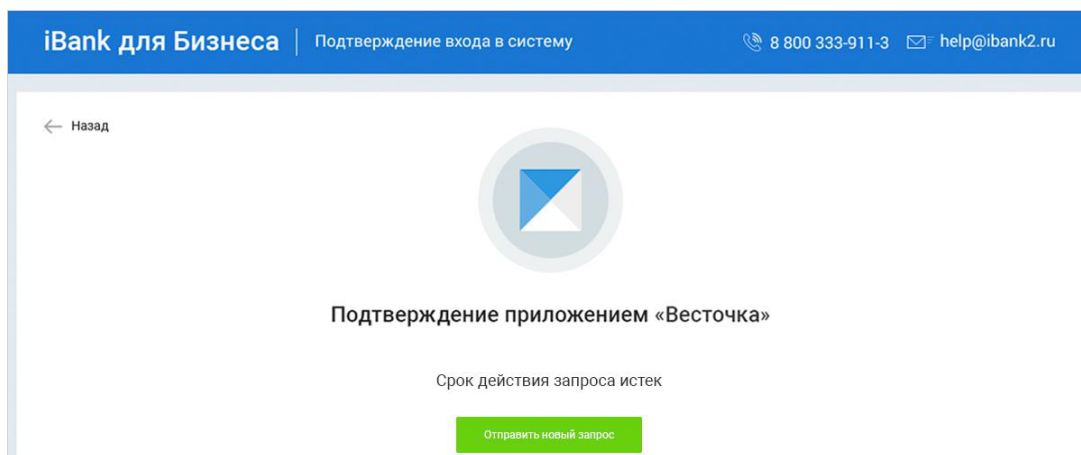 iBank для Бизнеса | Подтверждение входа в систему 8 800 333-911-3 help@ibank2.ru
Назад
Подтверждение приложением «Весточка»
Срок действия запроса истек
Отправить новый запрос